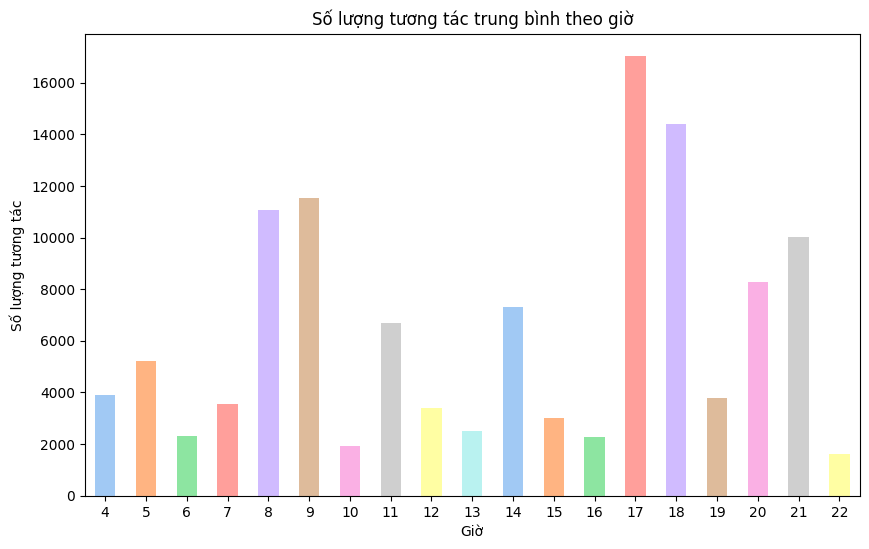 Số lượng tương tác trung bình theo giờ
Số lượng tương tác
16000
14000
12000
10000
8000
6000
4000
2000
0
4 5 6 7 8 9 10 11 12 13 14 15 16 17 18 19 20 21 22
Giờ